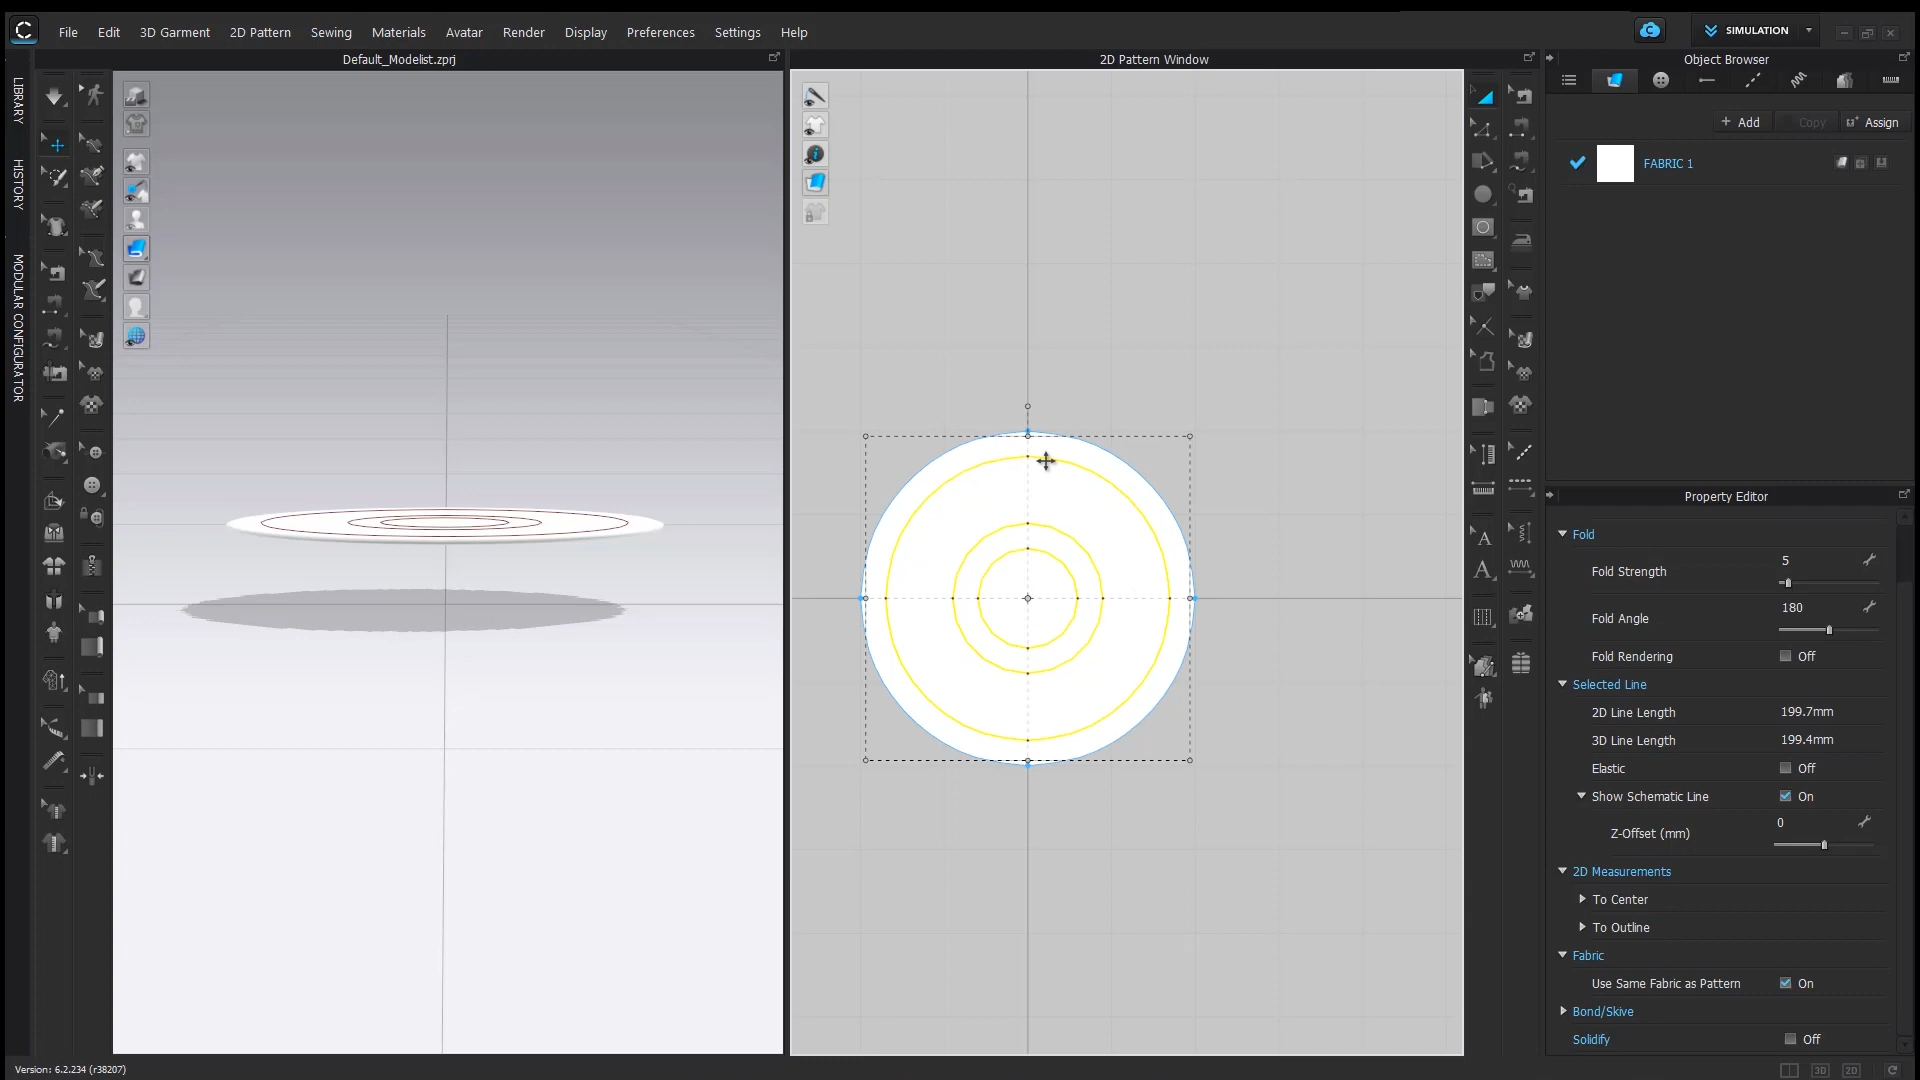 File Edit 3D Garment 2D Pattern Sewing Materials Avatar Render Display Preferences Settings Help
SIMULATION
Default_Modelist.zprj
2D Pattern Window
Object Browser
LIBRARY
HISTORY
MODULAR CONFIGURATOR
+ Add
Copy
Assign
FABRIC 1
Property Editor
Fold
Fold Strength 5
Fold Angle 180
Fold Rendering Off
Selected Line
2D Line Length 199.7mm
3D Line Length 199.4mm
Elastic Off
Show Schematic Line On
Z-Offset (mm) 0
2D Measurements
To Center
To Outline
Fabric
Use Same Fabric as Pattern On
Bond/Skive
Solidify Off
Version: 6.2.234 (r38207)
3D 2D